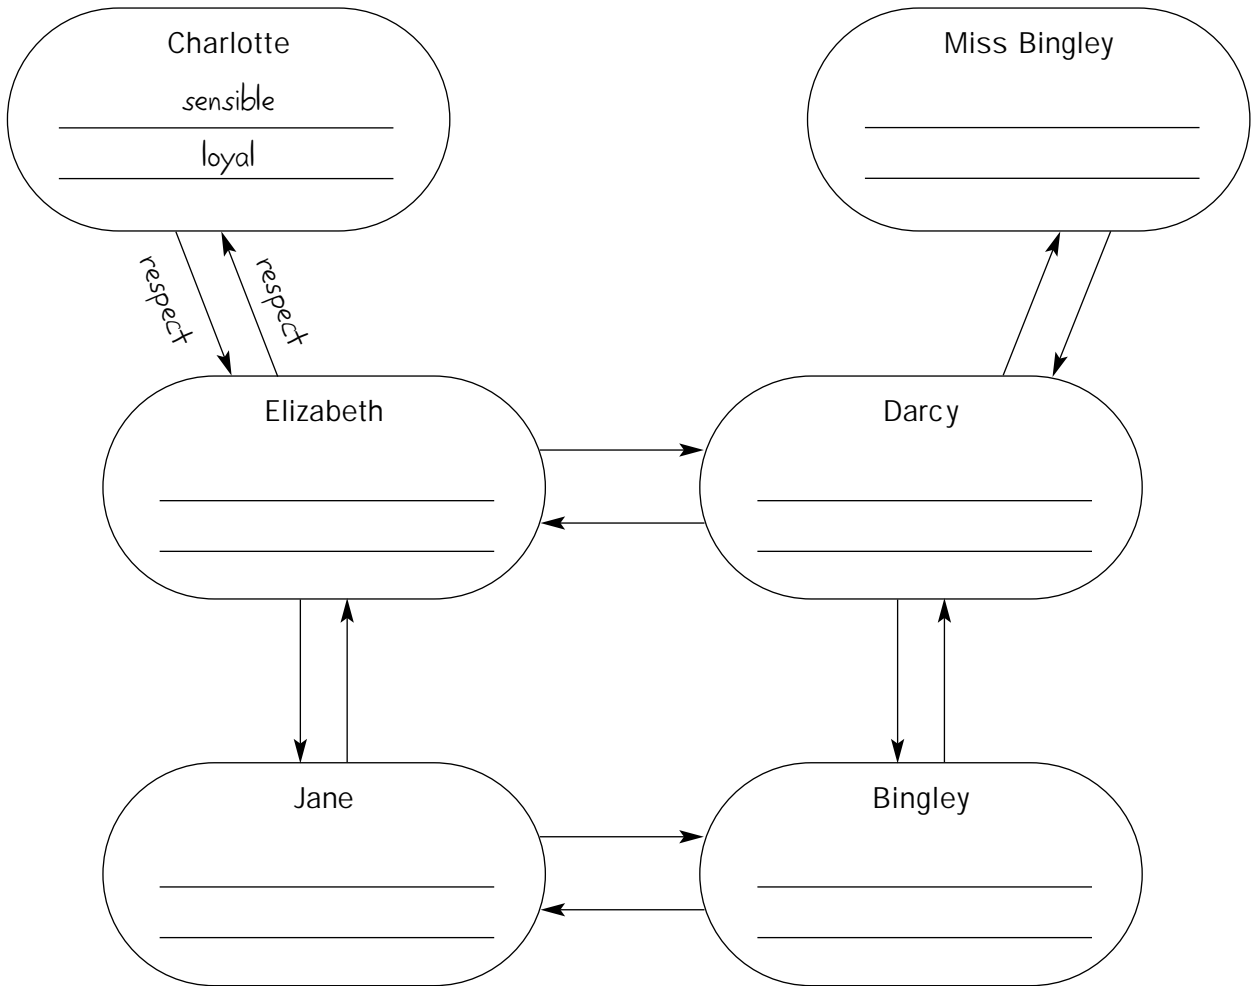 Charlotte
Miss Bingley
sensible
loyal
respect
respect
Elizabeth
Darcy
Jane
Bingley